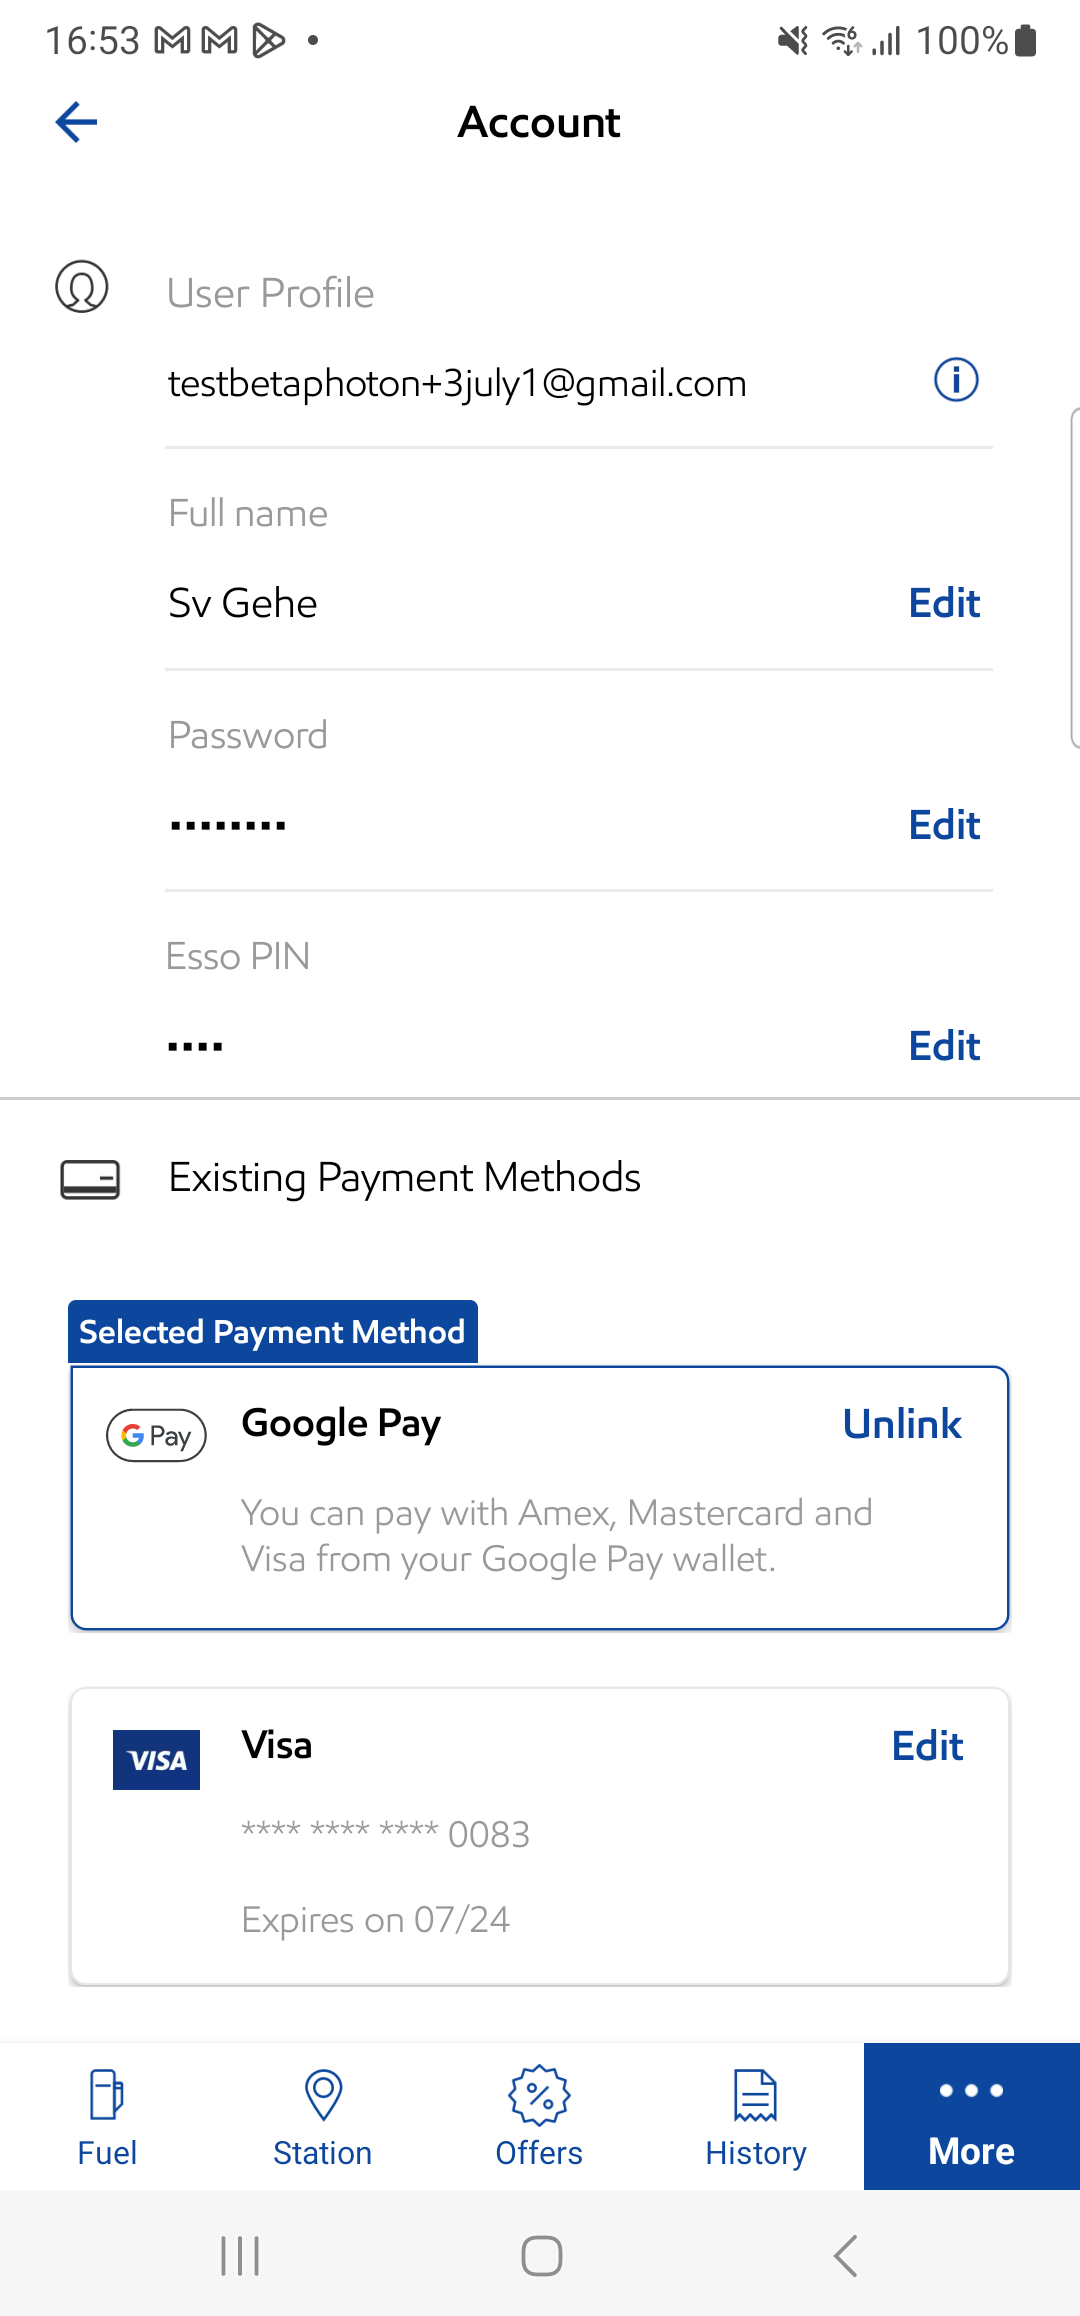 16:53 100%
Account
User Profile
testbetaphoton+3july1@gmail.com
Full name
Sv Gehe
Edit
Password
••••••••
Edit
Esso PIN
••••
Edit
Existing Payment Methods
Selected Payment Method
G Pay
Google Pay
Unlink
You can pay with Amex, Mastercard and
Visa from your Google Pay wallet.
VISA
Visa
Edit
**** **** **** 0083
Expires on 07/24
Fuel
Station
Offers
History
More